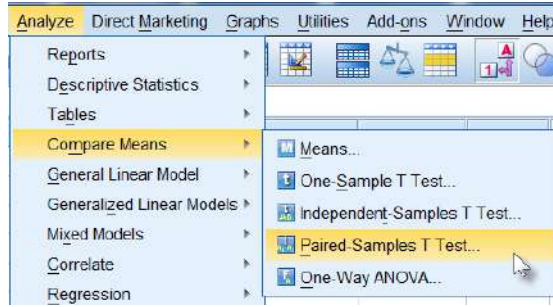 Analyze Direct Marketing Graphs Utilities Add-ons Window Help
Reports
Descriptive Statistics
Tables
Compare Means
General Linear Model
Generalized Linear Models
Mixed Models
Correlate
Regression
Means...
One-Sample T Test...
Independent-Samples T Test...
Paired-Samples T Test...
One-Way ANOVA...